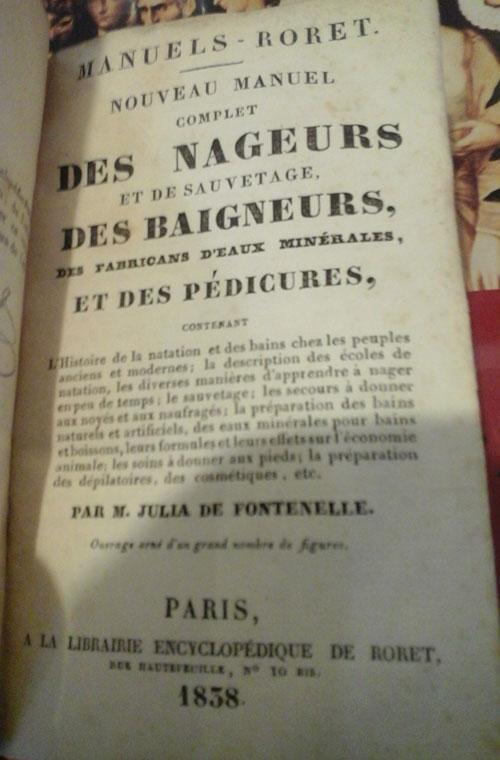 MANUELS-RORET.
NOUVEAU MANUEL
COMPLET
DES NAGEURS
ET DE SAUVETAGE,
DES BAIGNEURS,
DES FABRICANS D'EAUX MINÉRALES,
ET DES PÉDICURES,
CONTENANT
L'Histoire de la natation et des bains chez les peuples
anciens et modernes; la description des écoles de
natation, les diverses manières d'apprendre à nager
en peu de temps; le sauvetage; les secours à donner
aux noyés et aux naufragés; la préparation des bains
naturels et artificiels, des eaux minérales pour bains
et boissons, leurs formules et leurs effets sur l'économie
animale; les soins à donner aux pieds; la préparation
des dépilatoires, des cosmétiques, etc.
PAR M. JULIA DE FONTENELLE.
Ouvrage orné d'un grand nombre de figures.
PARIS,
A LA LIBRAIRIE ENCYCLOPÉDIQUE DE RORET,
RUE HAUTEFEUILLE, Nº 10 BIS.
1838.